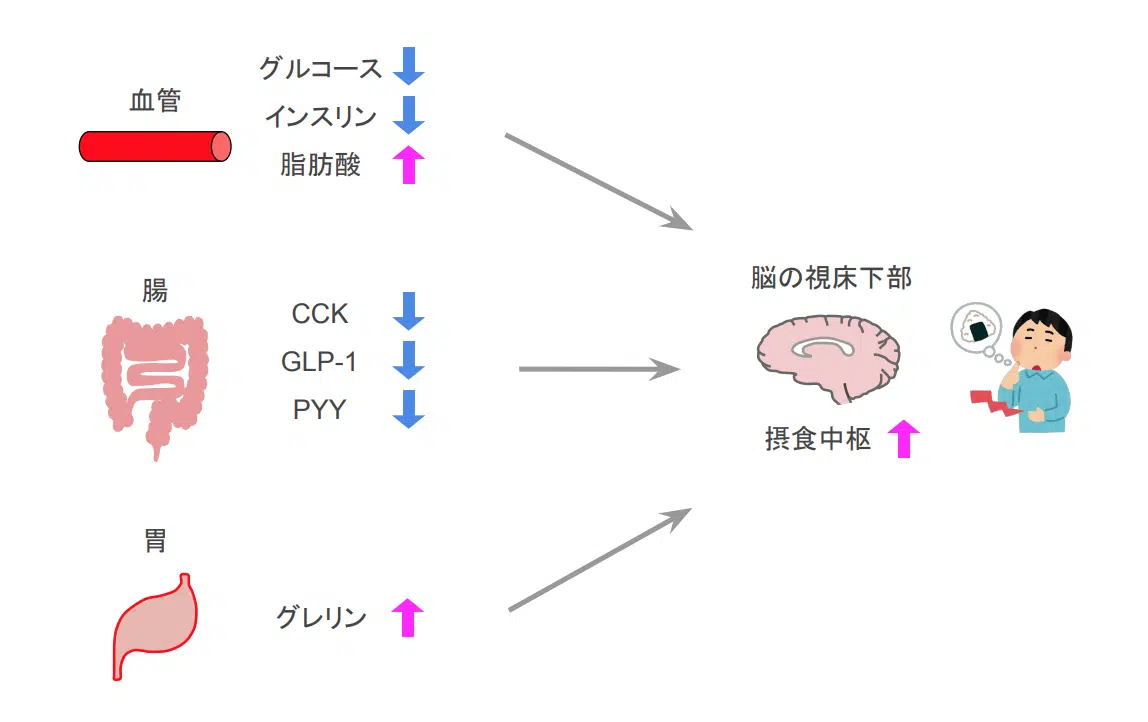 血管
グルコース
インスリン
脂肪酸
腸
CCK
GLP-1
PYY
胃
グレリン
脳の視床下部
摂食中枢